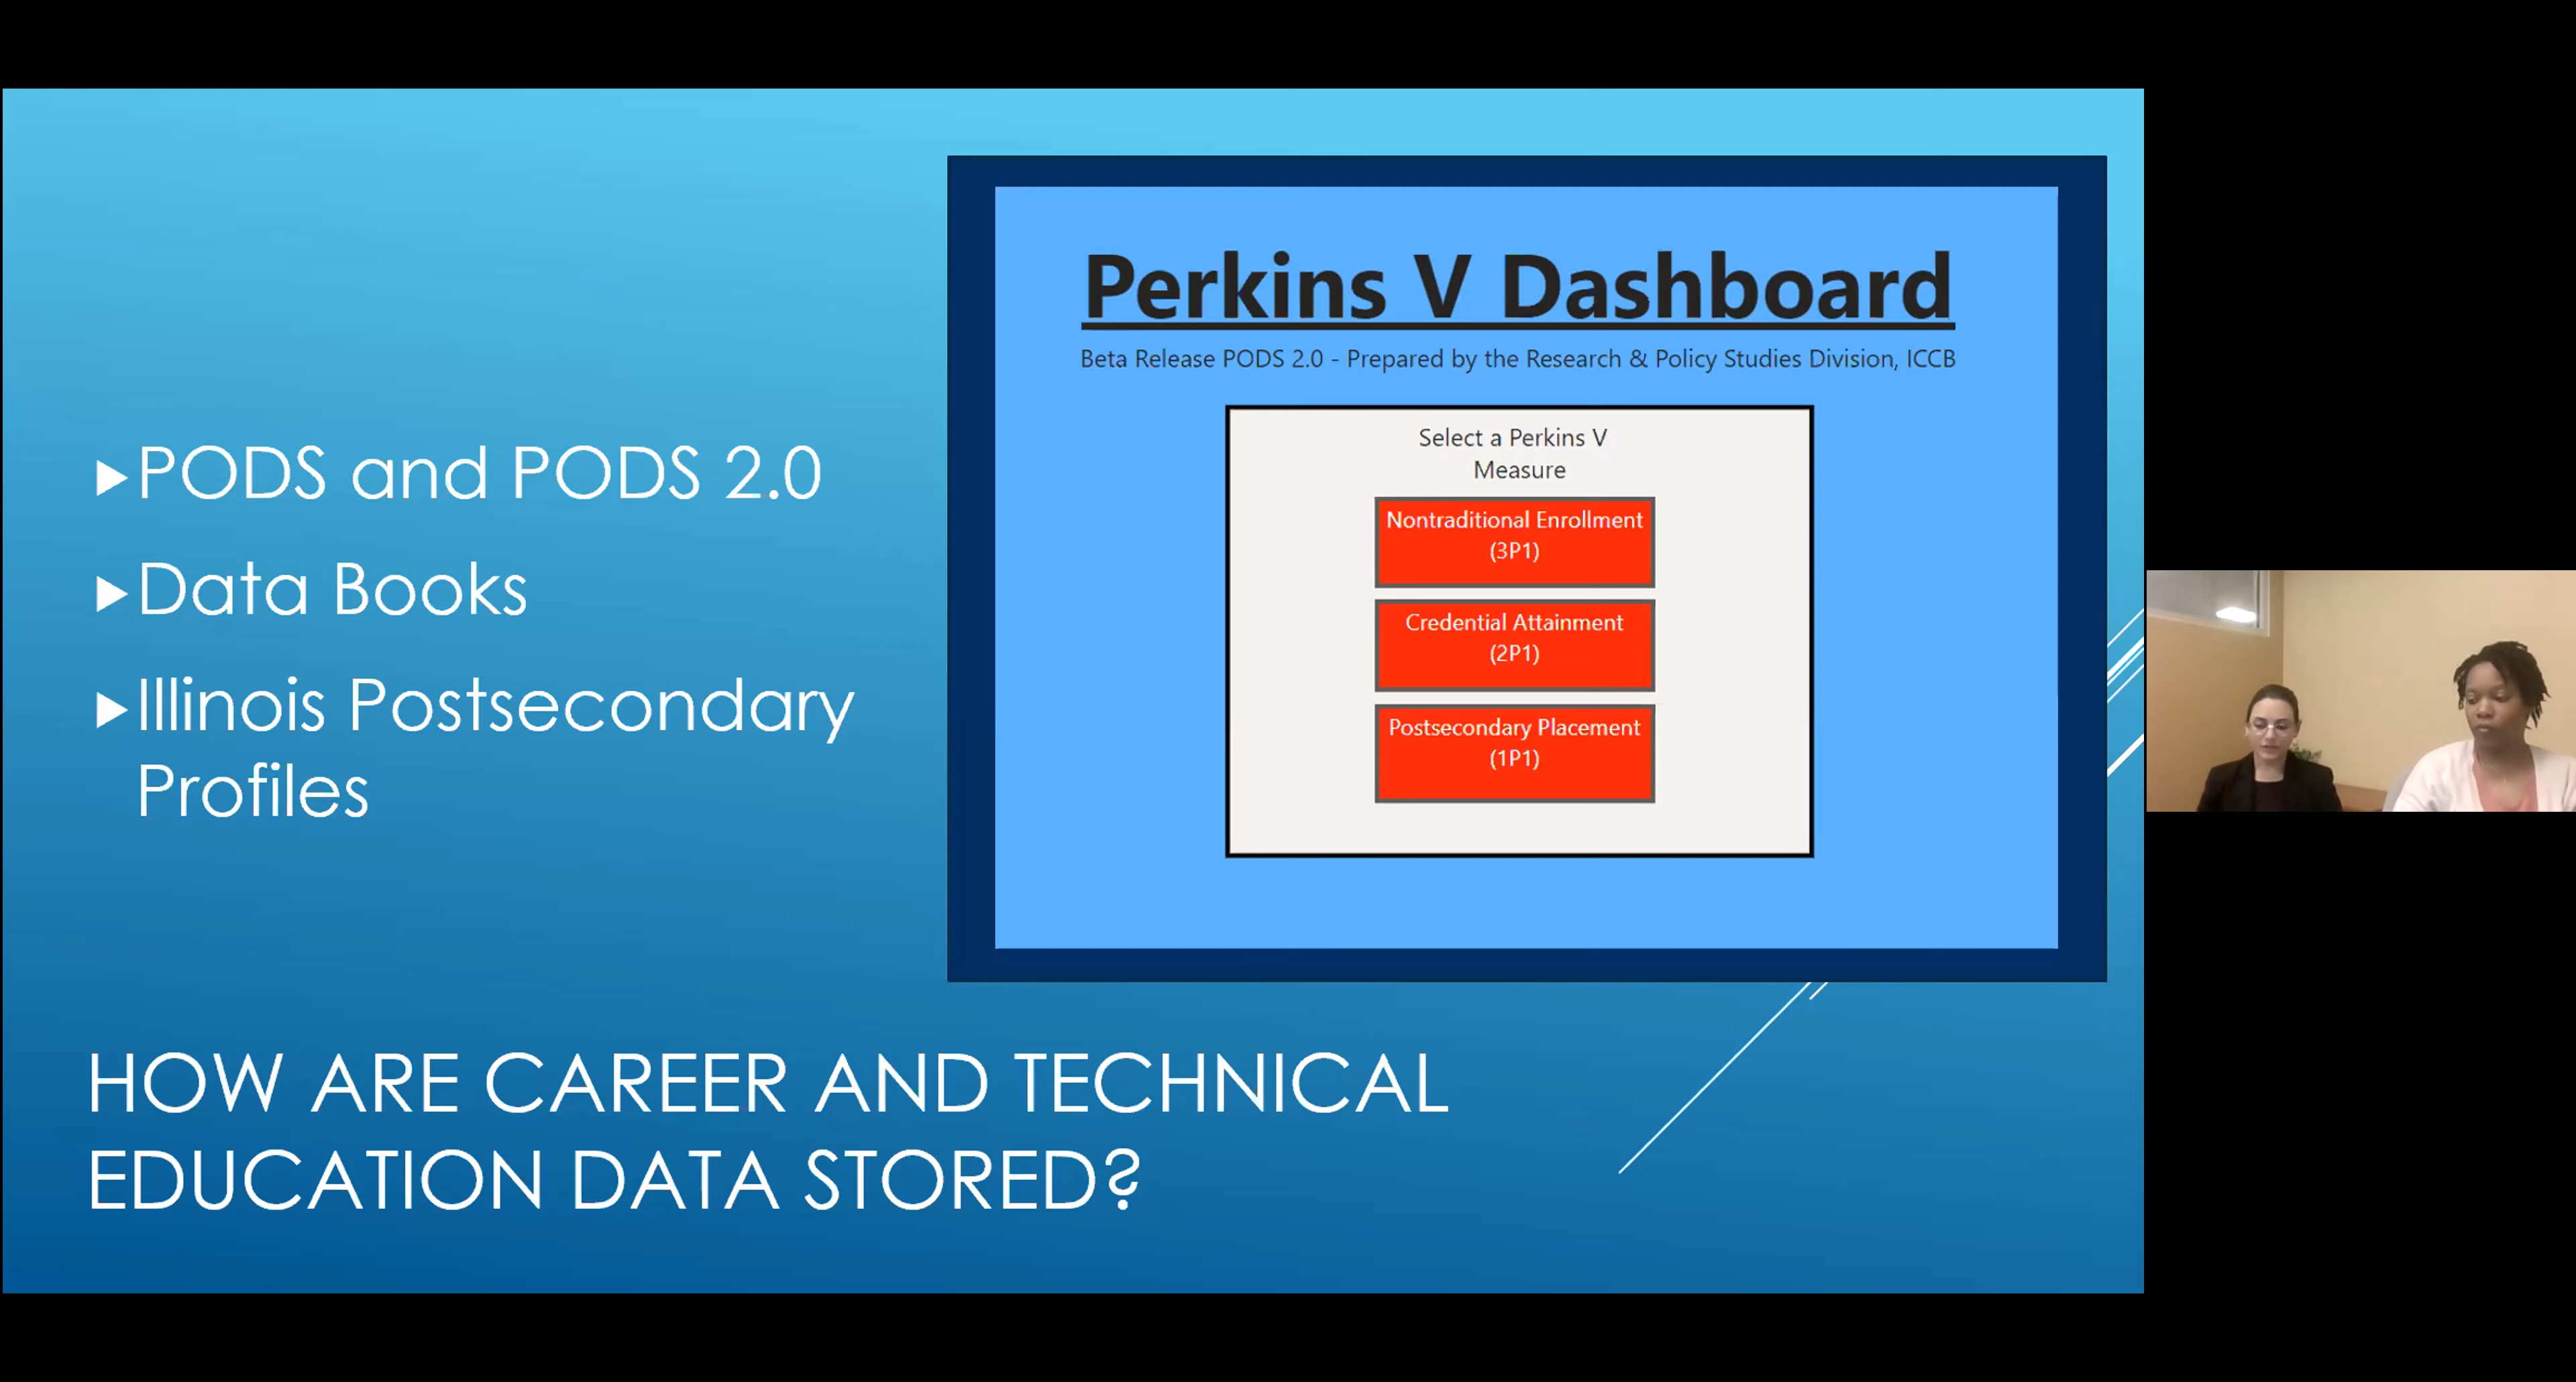 PODS and PODS 2.0
Data Books
Illinois Postsecondary
Profiles
Perkins V Dashboard
Beta Release PODS 2.0 - Prepared by the Research & Policy Studies Division, ICCB
Select a Perkins V
Measure
Nontraditional Enrollment
(3P1)
Credential Attainment
(2P1)
Postsecondary Placement
(1P1)
HOW ARE CAREER AND TECHNICAL
EDUCATION DATA STORED?